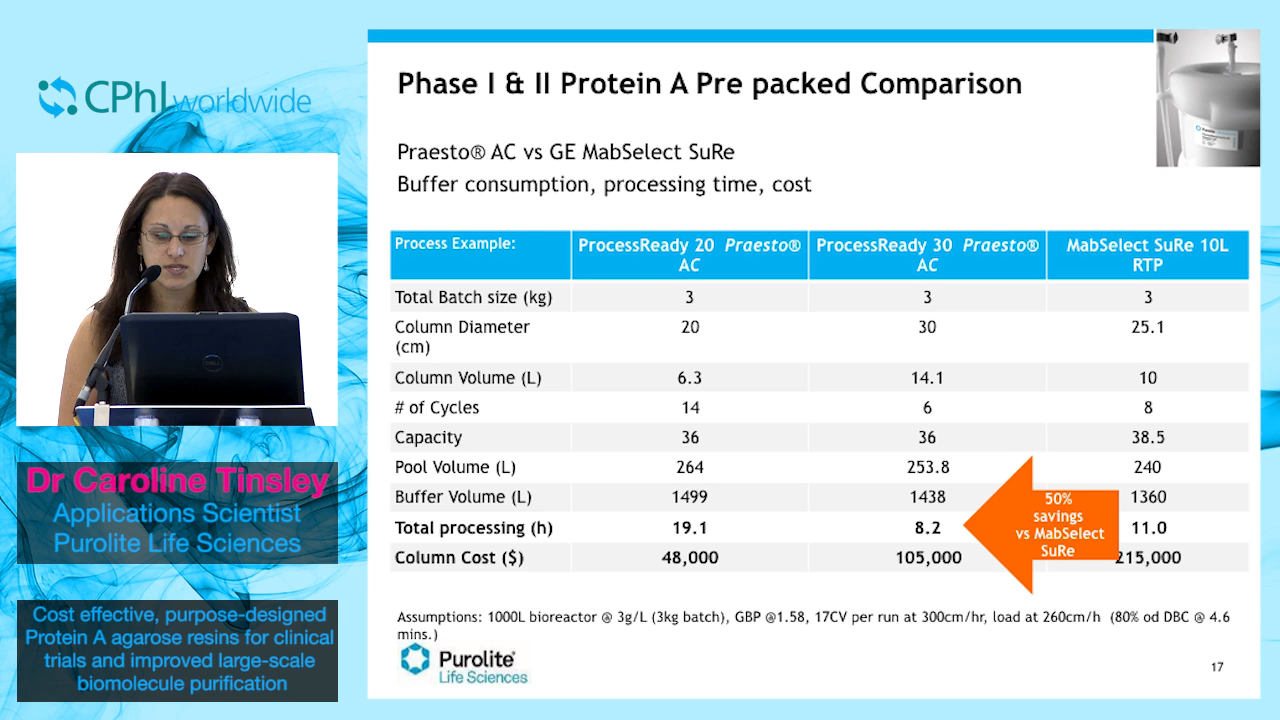 CPhI worldwide
Dr Caroline Tinsley
Applications Scientist
Purolite Life Sciences
Cost effective, purpose-designed
Protein A agarose resins for clinical
trials and improved large-scale
biomolecule purification
Phase I & II Protein A Pre packed Comparison
Praesto® AC vs GE MabSelect SuRe
Buffer consumption, processing time, cost
Process Example: ProcessReady 20 Praesto® AC ProcessReady 30 Praesto® AC MabSelect SuRe 10L RTP
Total Batch size (kg) 3 3 3
Column Diameter (cm) 20 30 25.1
Column Volume (L) 6.3 14.1 10
# of Cycles 14 6 8
Capacity 36 36 38.5
Pool Volume (L) 264 253.8 240
Buffer Volume (L) 1499 1438 1360
Total processing (h) 19.1 8.2 11.0
Column Cost ($) 48,000 105,000 215,000
50%
savings
vs MabSelect
SuRe
Assumptions: 1000L bioreactor @ 3g/L (3kg batch), GBP @1.58, 17CV per run at 300cm/hr, load at 260cm/h (80% od DBC @ 4.6
mins.)
Purolite®
Life Sciences
17
DELL